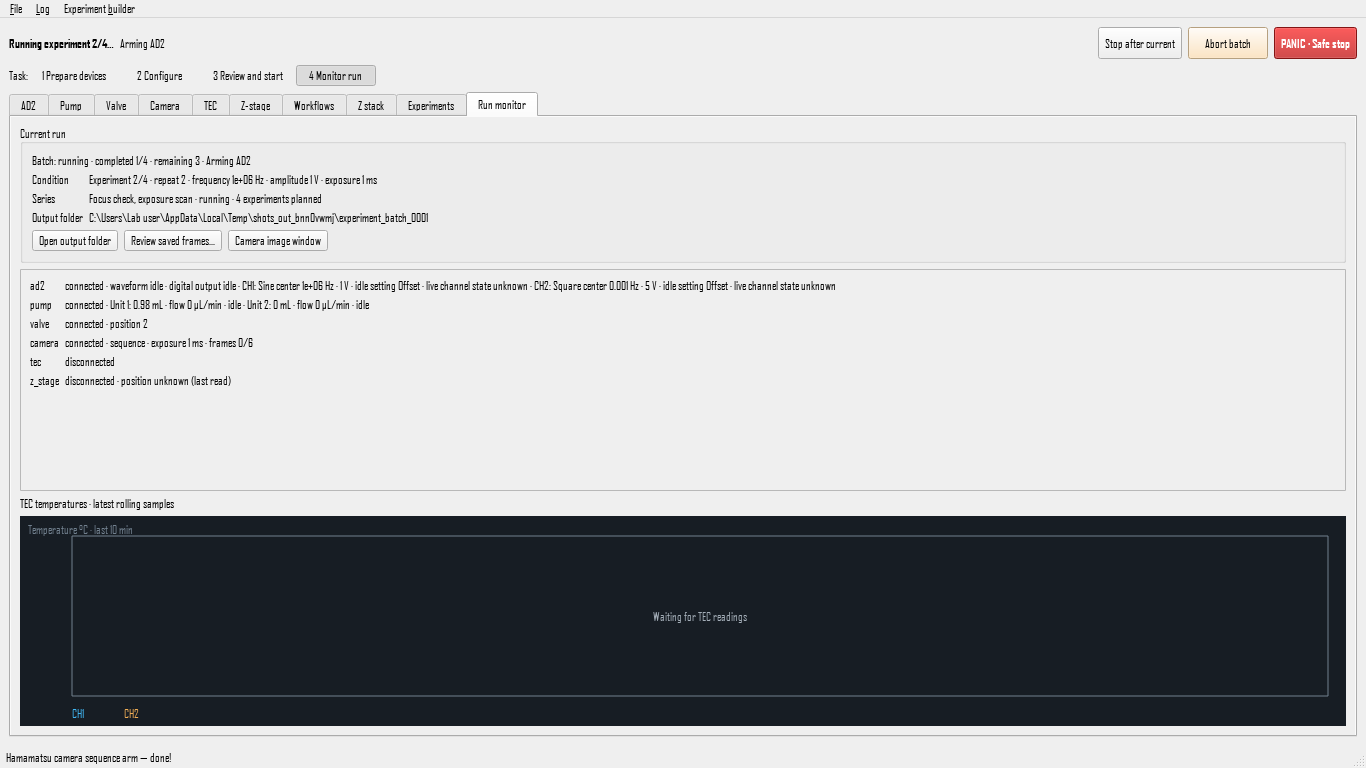 File Log Experiment builder
Running experiment 2/4... Arming AD2 Stop after current Abort batch PANIC · Safe stop
Task: 1 Prepare devices 2 Configure 3 Review and start 4 Monitor run
AD2 Pump Valve Camera TEC Z-stage Workflows Z stack Experiments Run monitor
Current run
Batch: running · completed 1/4 · remaining 3 · Arming AD2
Condition Experiment 2/4 · repeat 2 · frequency 1e+06 Hz · amplitude 1 V · exposure 1 ms
Series Focus check, exposure scan · running · 4 experiments planned
Output folder C:\Users\Lab user\AppData\Local\Temp\shots_out_bnn0vwmj\experiment_batch_0001
Open output folder Review saved frames... Camera image window
ad2 connected · waveform idle · digital output idle · CH1: Sine center 1e+06 Hz · 1 V · idle setting Offset · live channel state unknown · CH2: Square center 0.001 Hz · 5 V · idle setting Offset · live channel state unknown
pump connected · Unit 1: 0.98 mL · flow 0 µL/min · idle · Unit 2: 0 mL · flow 0 µL/min · idle
valve connected · position 2
camera connected · sequence · exposure 1 ms · frames 0/6
tec disconnected
z_stage disconnected · position unknown (last read)
TEC temperatures · latest rolling samples
Temperature °C · last 10 min
Waiting for TEC readings
CH1 CH2
Hamamatsu camera sequence arm — done!